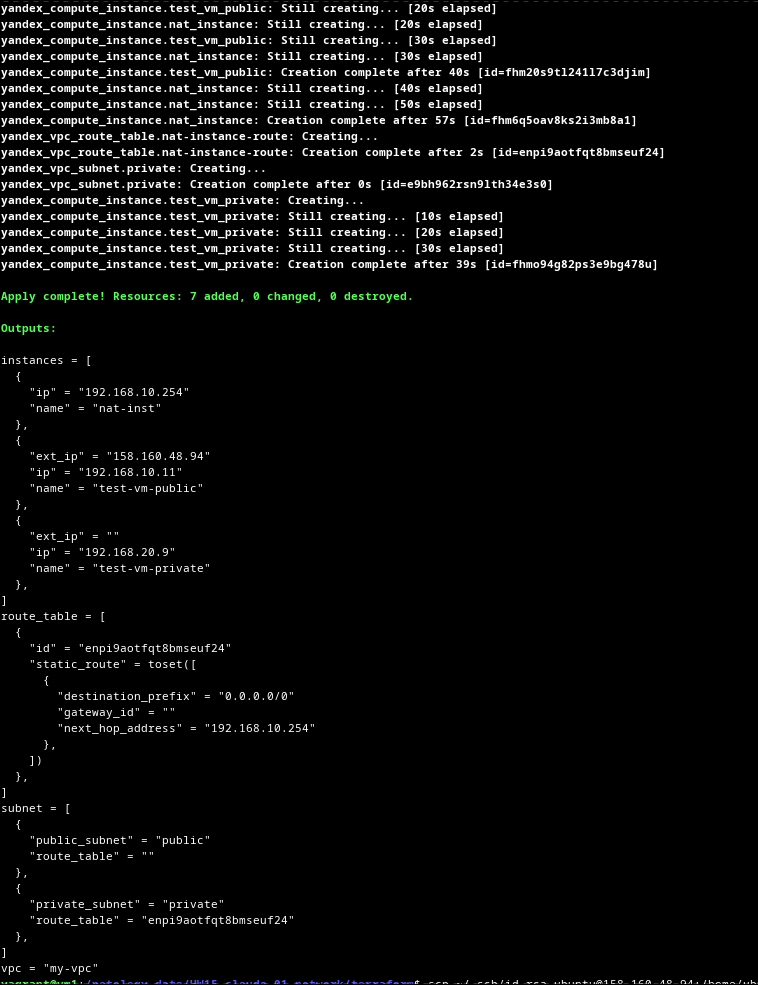 yandex_compute_instance.test_vm_public: Still creating... [20s elapsed]
yandex_compute_instance.nat_instance: Still creating... [20s elapsed]
yandex_compute_instance.test_vm_public: Still creating... [30s elapsed]
yandex_compute_instance.nat_instance: Still creating... [30s elapsed]
yandex_compute_instance.test_vm_public: Creation complete after 40s [id=fhm20s9tl241l7c3djim]
yandex_compute_instance.nat_instance: Still creating... [40s elapsed]
yandex_compute_instance.nat_instance: Still creating... [50s elapsed]
yandex_compute_instance.nat_instance: Creation complete after 57s [id=fhm6q5oav8ks2i3mb8a1]
yandex_vpc_route_table.nat-instance-route: Creating...
yandex_vpc_route_table.nat-instance-route: Creation complete after 2s [id=enpi9aotfqt8bmseuf24]
yandex_vpc_subnet.private: Creating...
yandex_vpc_subnet.private: Creation complete after 0s [id=e9bh962rsn9lth34e3s0]
yandex_compute_instance.test_vm_private: Creating...
yandex_compute_instance.test_vm_private: Still creating... [10s elapsed]
yandex_compute_instance.test_vm_private: Still creating... [20s elapsed]
yandex_compute_instance.test_vm_private: Still creating... [30s elapsed]
yandex_compute_instance.test_vm_private: Creation complete after 39s [id=fhmo94g82ps3e9bg478u]
Apply complete! Resources: 7 added, 0 changed, 0 destroyed.
Outputs:
instances = [
  {
    "ip" = "192.168.10.254"
    "name" = "nat-inst"
  },
  {
    "ext_ip" = "158.160.48.94"
    "ip" = "192.168.10.11"
    "name" = "test-vm-public"
  },
  {
    "ext_ip" = ""
    "ip" = "192.168.20.9"
    "name" = "test-vm-private"
  },
]
route_table = [
  {
    "id" = "enpi9aotfqt8bmseuf24"
    "static_route" = toset([
      {
        "destination_prefix" = "0.0.0.0/0"
        "gateway_id" = ""
        "next_hop_address" = "192.168.10.254"
      },
    ])
  },
]
subnet = [
  {
    "public_subnet" = "public"
    "route_table" = ""
  },
  {
    "private_subnet" = "private"
    "route_table" = "enpi9aotfqt8bmseuf24"
  },
]
vpc = "my-vpc"